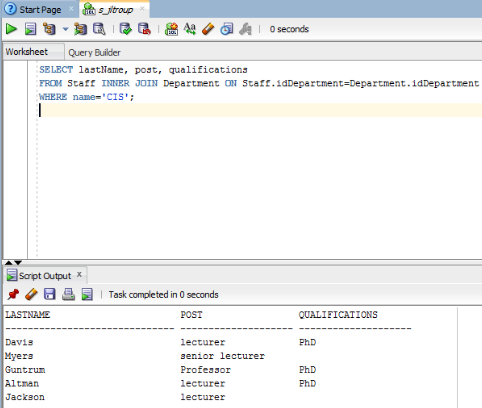 Start Page s_jtroup
0 seconds
Worksheet Query Builder
SELECT lastName, post, qualifications
FROM Staff INNER JOIN Department ON Staff.idDepartment=Department.idDepartment
WHERE name='CIS';
Script Output x
Task completed in 0 seconds
LASTNAME POST QUALIFICATIONS
Davis lecturer PhD
Myers senior lecturer
Guntrum Professor PhD
Altman lecturer PhD
Jackson lecturer